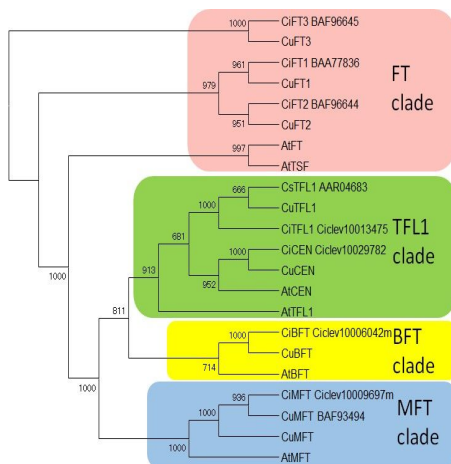 1000
CiFT3 BAF96645
CuFT3
961
CiFT1 BAA77836
CuFT1
979
CiFT2 BAF96644
951
CuFT2
FT
clade
997
AtFT
AtTSF
1000
666
CsTFL1 AAR04683
CuTFL1
1000
CiTFL1 Ciclev10013475
681
1000
CiCEN Ciclev10029782
CuCEN
952
AtCEN
913
AtTFL1
TFL1
clade
811
1000
CiBFT Ciclev10006042m
CuBFT
714
AtBFT
BFT
clade
1000
936
CiMFT Ciclev10009697m
CuMFT BAF93494
1000
CuMFT
1000
AtMFT
MFT
clade